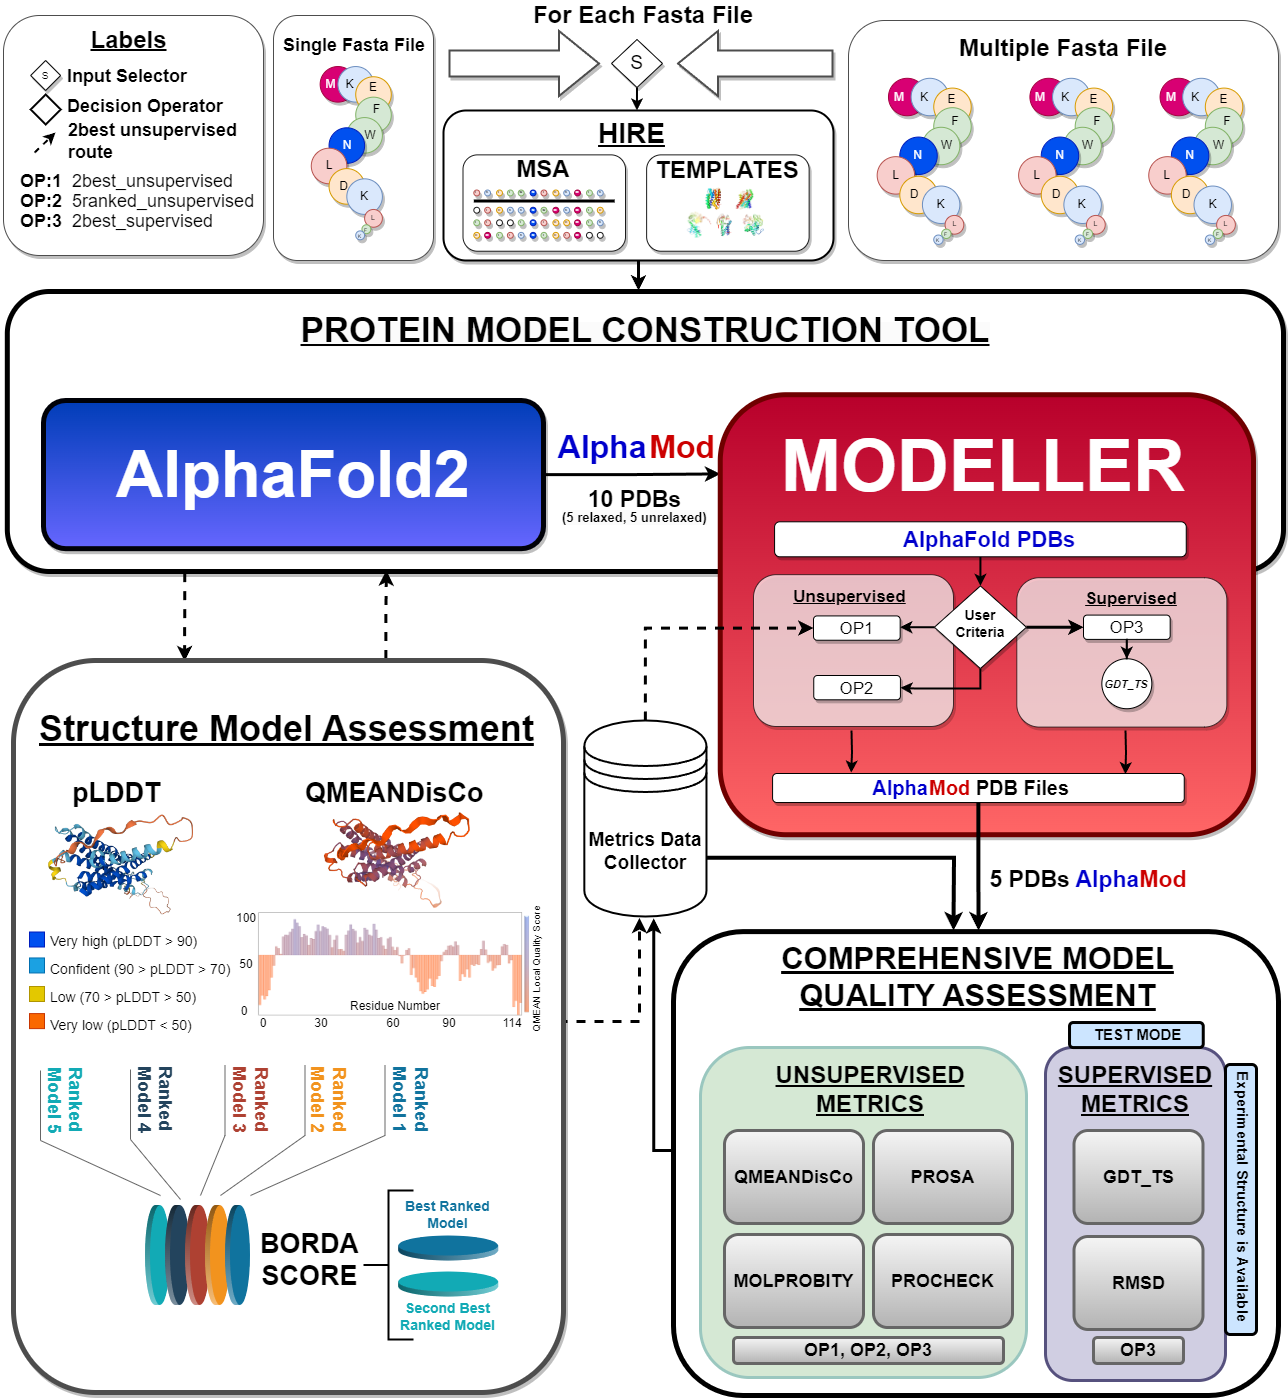 Labels
S
Input Selector
Decision Operator
2best unsupervised
route
OP:1 2best_unsupervised
OP:2 5ranked_unsupervised
OP:3 2best_supervised
Single Fasta File
M K E
F
W
N
L
D
K
L
F
K
For Each Fasta File
S
HIRE
MSA
TEMPLATES
Multiple Fasta File
M K E
F
W
N
L
D
K
L
F
K
M K E
F
W
N
L
D
K
L
F
K
M K E
F
W
N
L
D
K
L
F
K
PROTEIN MODEL CONSTRUCTION TOOL
AlphaFold2
AlphaMod
10 PDBs
(5 relaxed, 5 unrelaxed)
MODELLER
AlphaFold PDBs
Unsupervised
OP1
OP2
User
Criteria
Supervised
OP3
GDT_TS
AlphaMod PDB Files
Structure Model Assessment
pLDDT
QMEANDisCo
Very high (pLDDT > 90)
Confident (90 > pLDDT > 70)
Low (70 > pLDDT > 50)
Very low (pLDDT < 50)
100
50
0
Residue Number
0 30 60 90 114
QMEAN Local Quality Score
Ranked
Model 5
Ranked
Model 4
Ranked
Model 3
Ranked
Model 2
Ranked
Model 1
BORDA
SCORE
Best Ranked
Model
Second Best
Ranked Model
Metrics Data
Collector
5 PDBs AlphaMod
COMPREHENSIVE MODEL
QUALITY ASSESSMENT
UNSUPERVISED
METRICS
QMEANDisCo
PROSA
MOLPROBITY
PROCHECK
OP1, OP2, OP3
TEST MODE
SUPERVISED
METRICS
GDT_TS
RMSD
OP3
Experimental Structure is Available